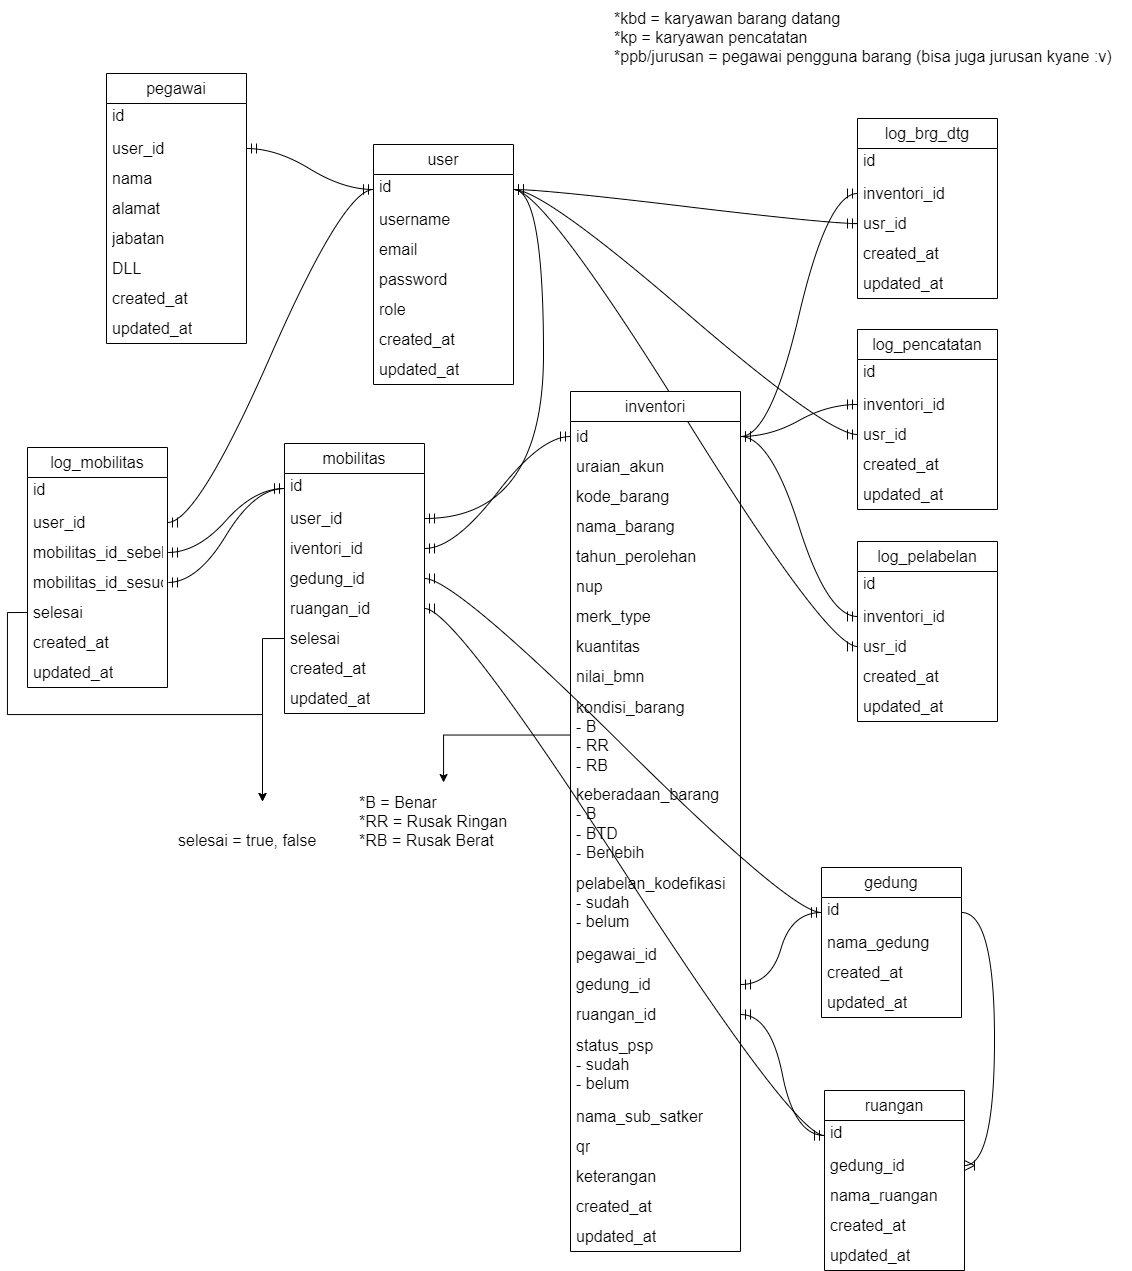 *kbd = karyawan barang datang
*kp = karyawan pencatatan
*ppb/jurusan = pegawai pengguna barang (bisa juga jurusan kyane :v)
pegawai
id
user_id
nama
alamat
jabatan
DLL
created_at
updated_at
user
id
username
email
password
role
created_at
updated_at
log_brg_dtg
id
inventori_id
usr_id
created_at
updated_at
log_pencatatan
id
inventori_id
usr_id
created_at
updated_at
log_pelabelan
id
inventori_id
usr_id
created_at
updated_at
log_mobilitas
id
user_id
mobilitas_id_sebel
mobilitas_id_sesu
selesai
created_at
updated_at
mobilitas
id
user_id
iventori_id
gedung_id
ruangan_id
selesai
created_at
updated_at
inventori
id
uraian_akun
kode_barang
nama_barang
tahun_perolehan
nup
merk_type
kuantitas
nilai_bmn
kondisi_barang
- B
- RR
- RB
keberadaan_barang
- B
- BTD
- Berlebih
pelabelan_kodefikasi
- sudah
- belum
pegawai_id
gedung_id
ruangan_id
status_psp
- sudah
- belum
nama_sub_satker
qr
keterangan
created_at
updated_at
selesai = true, false
*B = Benar
*RR = Rusak Ringan
*RB = Rusak Berat
gedung
id
nama_gedung
created_at
updated_at
ruangan
id
gedung_id
nama_ruangan
created_at
updated_at